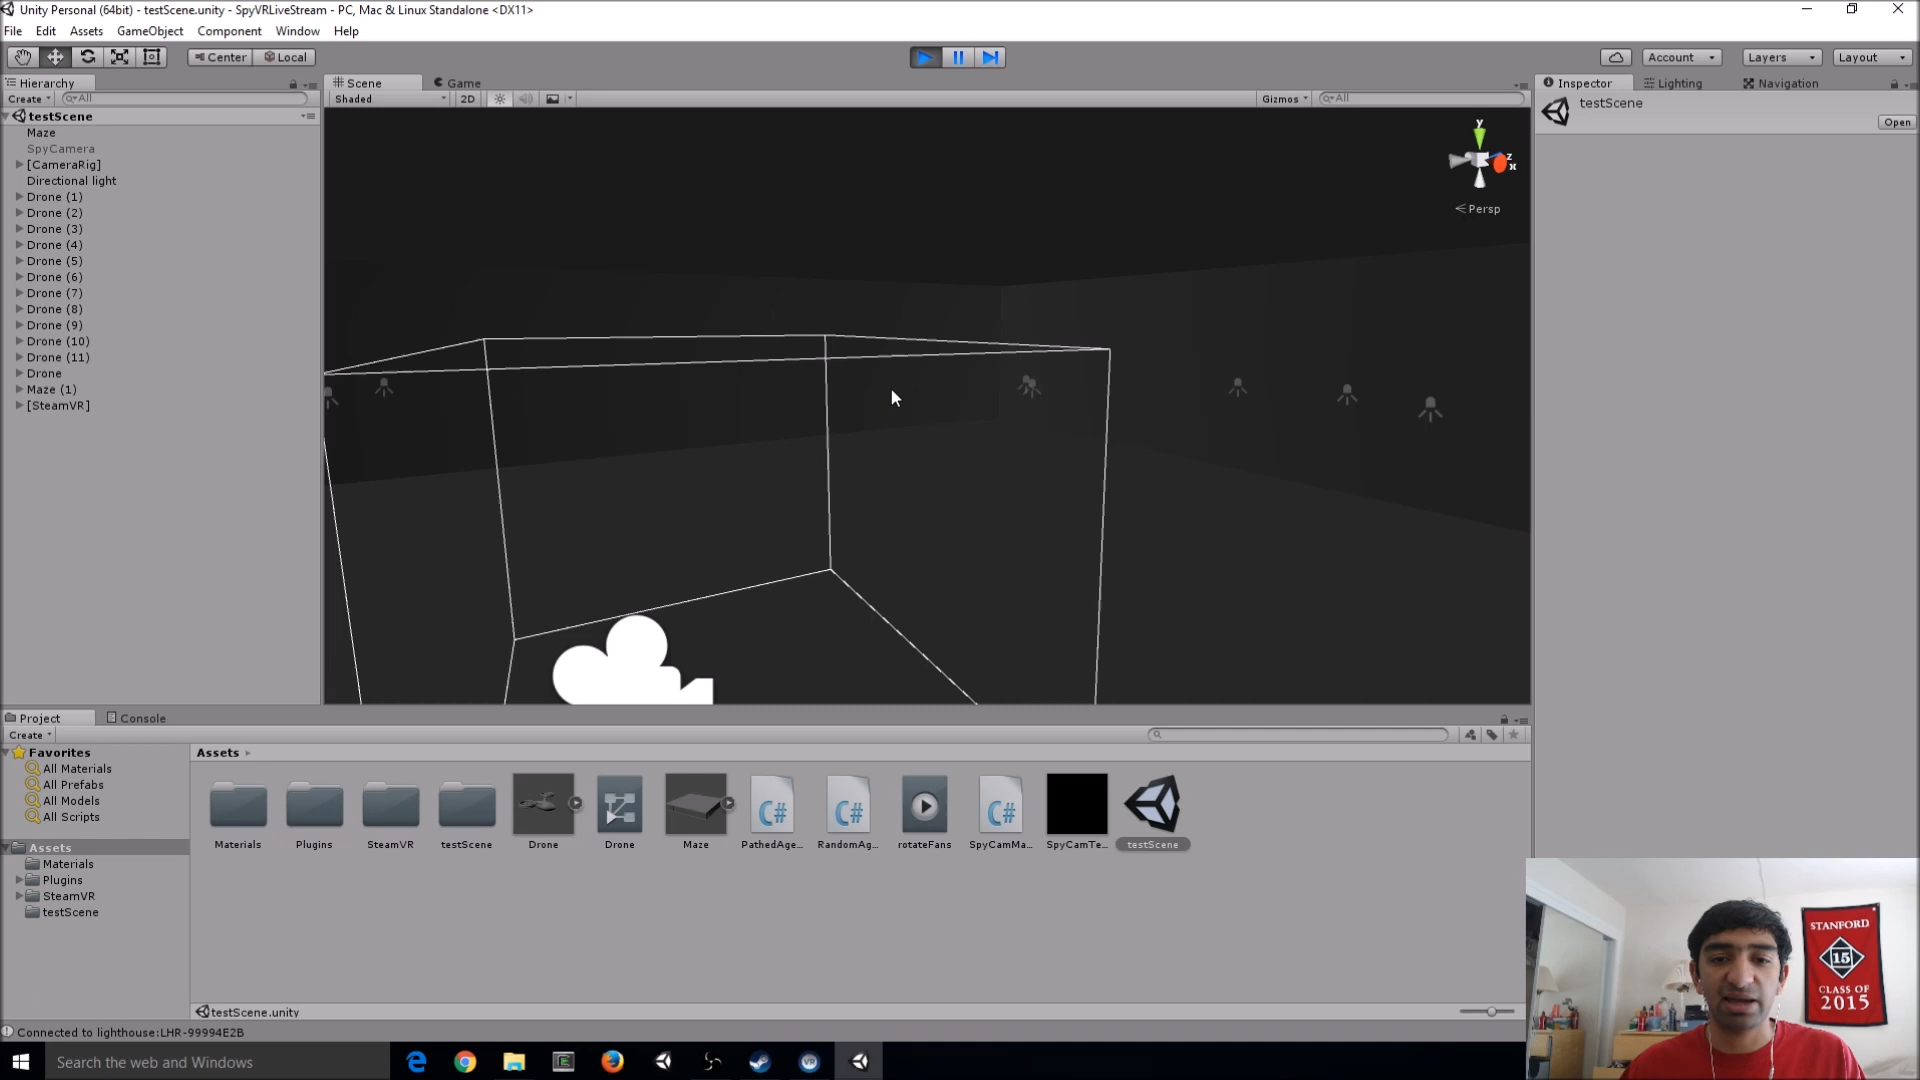 Unity Personal (64bit) - testScene.unity - SpyVRLiveStream - PC, Mac & Linux Standalone <DX11>
File Edit Assets GameObject Component Window Help
Center Local
Account Layers Layout
Hierarchy
Create All
testScene
Maze
SpyCamera
[CameraRig]
Directional light
Drone (1)
Drone (2)
Drone (3)
Drone (4)
Drone (5)
Drone (6)
Drone (7)
Drone (8)
Drone (9)
Drone (10)
Drone (11)
Drone
Maze (1)
[SteamVR]
Scene Game
Shaded 2D Gizmos All
y
z
x
Persp
Inspector Lighting Navigation
testScene
Open
Project Console
Create
Favorites
All Materials
All Prefabs
All Models
All Scripts
Assets
Materials
Plugins
SteamVR
testScene
Assets
C# C# C#
Materials Plugins SteamVR testScene Drone Drone Maze PathedAge... RandomAg... rotateFans SpyCamMa... SpyCamTe... testScene
testScene.unity
Connected to lighthouse:LHR-99994E2B
Search the web and Windows
VR
STANFORD
15
CLASS OF
2015